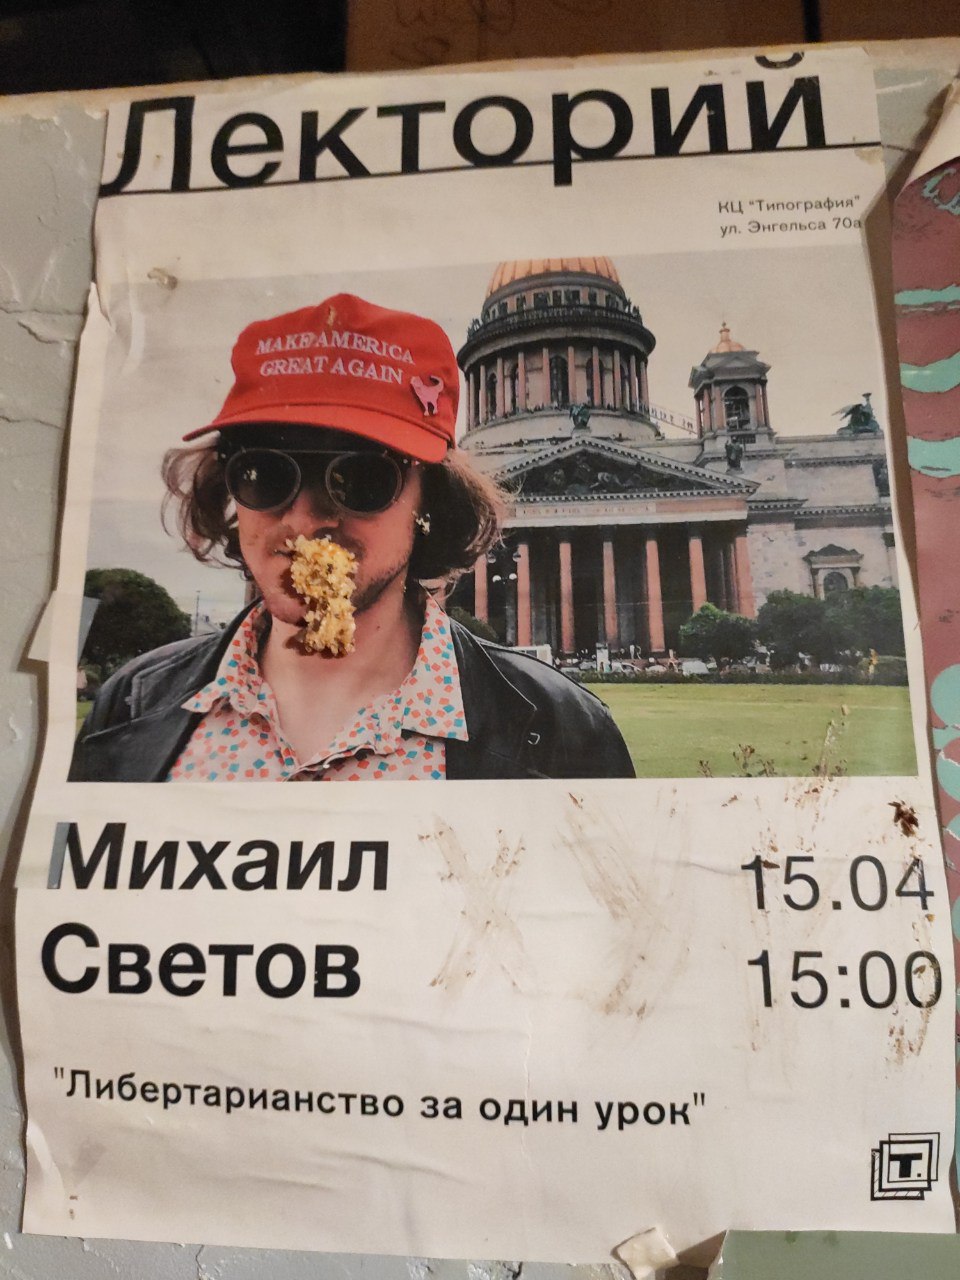 Лекторий
КЦ "Типография"
ул. Энгельса 70а
MAKE AMERICA
GREAT AGAIN
Михаил
Светов
15.04
15:00
"Либертарианство за один урок"
Т.